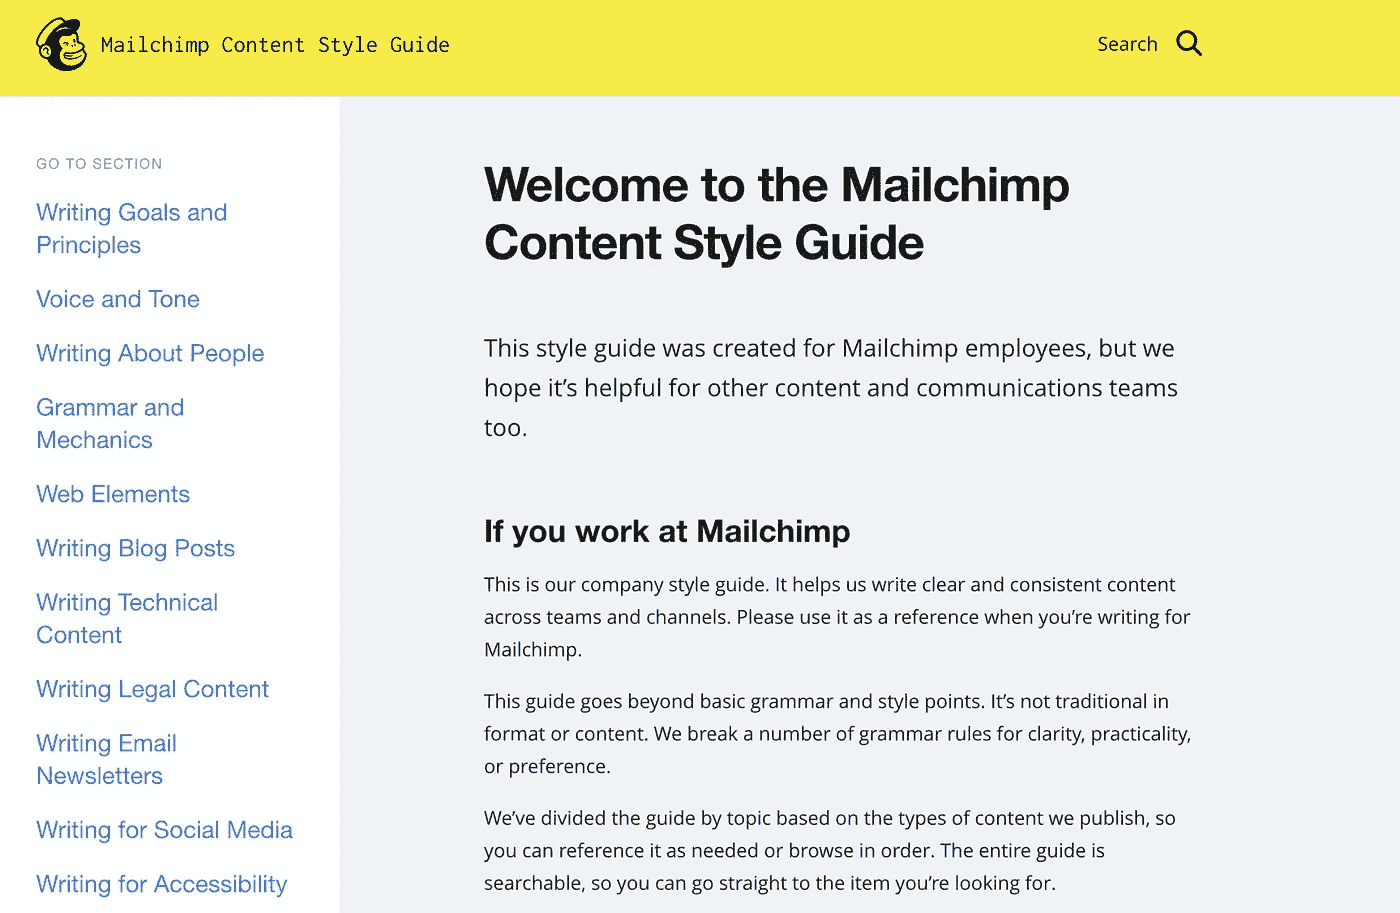 Mailchimp Content Style Guide
Search
GO TO SECTION
Writing Goals and
Principles
Voice and Tone
Writing About People
Grammar and
Mechanics
Web Elements
Writing Blog Posts
Writing Technical
Content
Writing Legal Content
Writing Email
Newsletters
Writing for Social Media
Writing for Accessibility
Welcome to the Mailchimp
Content Style Guide
This style guide was created for Mailchimp employees, but we
hope it’s helpful for other content and communications teams
too.
If you work at Mailchimp
This is our company style guide. It helps us write clear and consistent content
across teams and channels. Please use it as a reference when you’re writing for
Mailchimp.
This guide goes beyond basic grammar and style points. It’s not traditional in
format or content. We break a number of grammar rules for clarity, practicality,
or preference.
We’ve divided the guide by topic based on the types of content we publish, so
you can reference it as needed or browse in order. The entire guide is
searchable, so you can go straight to the item you’re looking for.